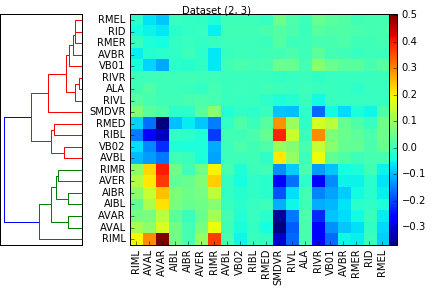 Dataset (2, 3)
RMEL
RID
RMER
AVBR
VB01
RIVR
ALA
RIVL
SMDVR
RMED
RIBL
VB02
AVBL
RIMR
AVER
AIBR
AIBL
AVAR
AVAL
RIML
0.5
0.4
0.3
0.2
0.1
0.0
−0.1
−0.2
−0.3
RIML
AVAL
AVAR
AIBL
AIBR
AVER
RIMR
AVBL
VB02
RIBL
RMED
SMDVR
RIVL
ALA
RIVR
VB01
AVBR
RMER
RID
RMEL